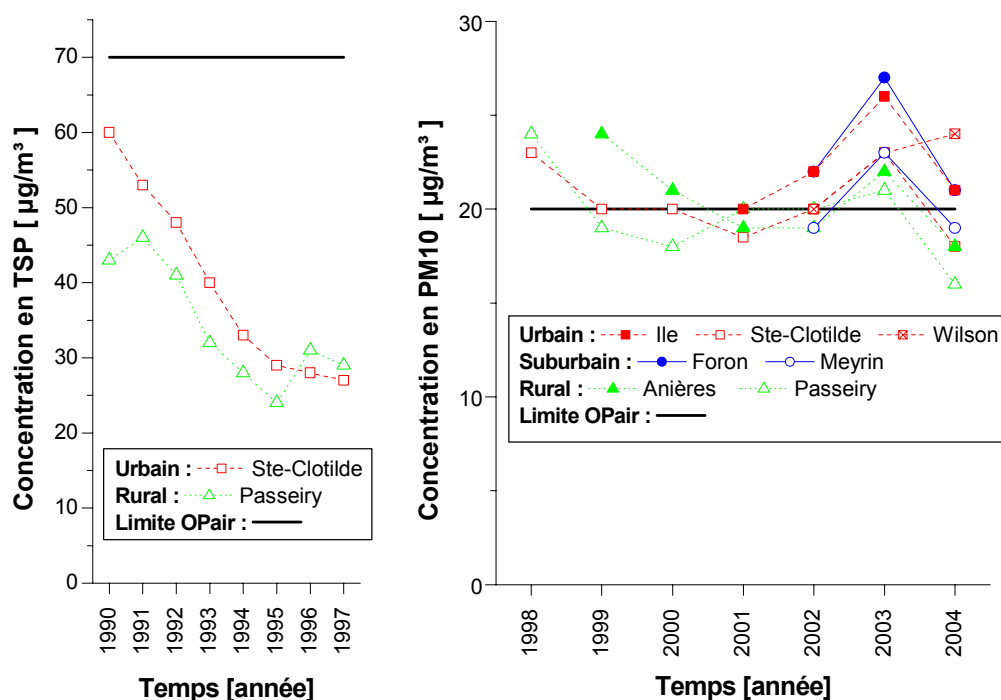 Concentration en TSP [ µg/m³ ]
70
60
50
40
30
20
10
0
Urbain : Ste-Clotilde
Rural : Passeiry
Limite OPair :
1990
1991
1992
1993
1994
1995
1996
1997
Temps [année]
Concentration en PM10 [ µg/m³ ]
30
20
10
0
Urbain : Ile Ste-Clotilde Wilson
Suburbain : Foron Meyrin
Rural : Anières Passeiry
Limite OPair :
1998
1999
2000
2001
2002
2003
2004
Temps [année]